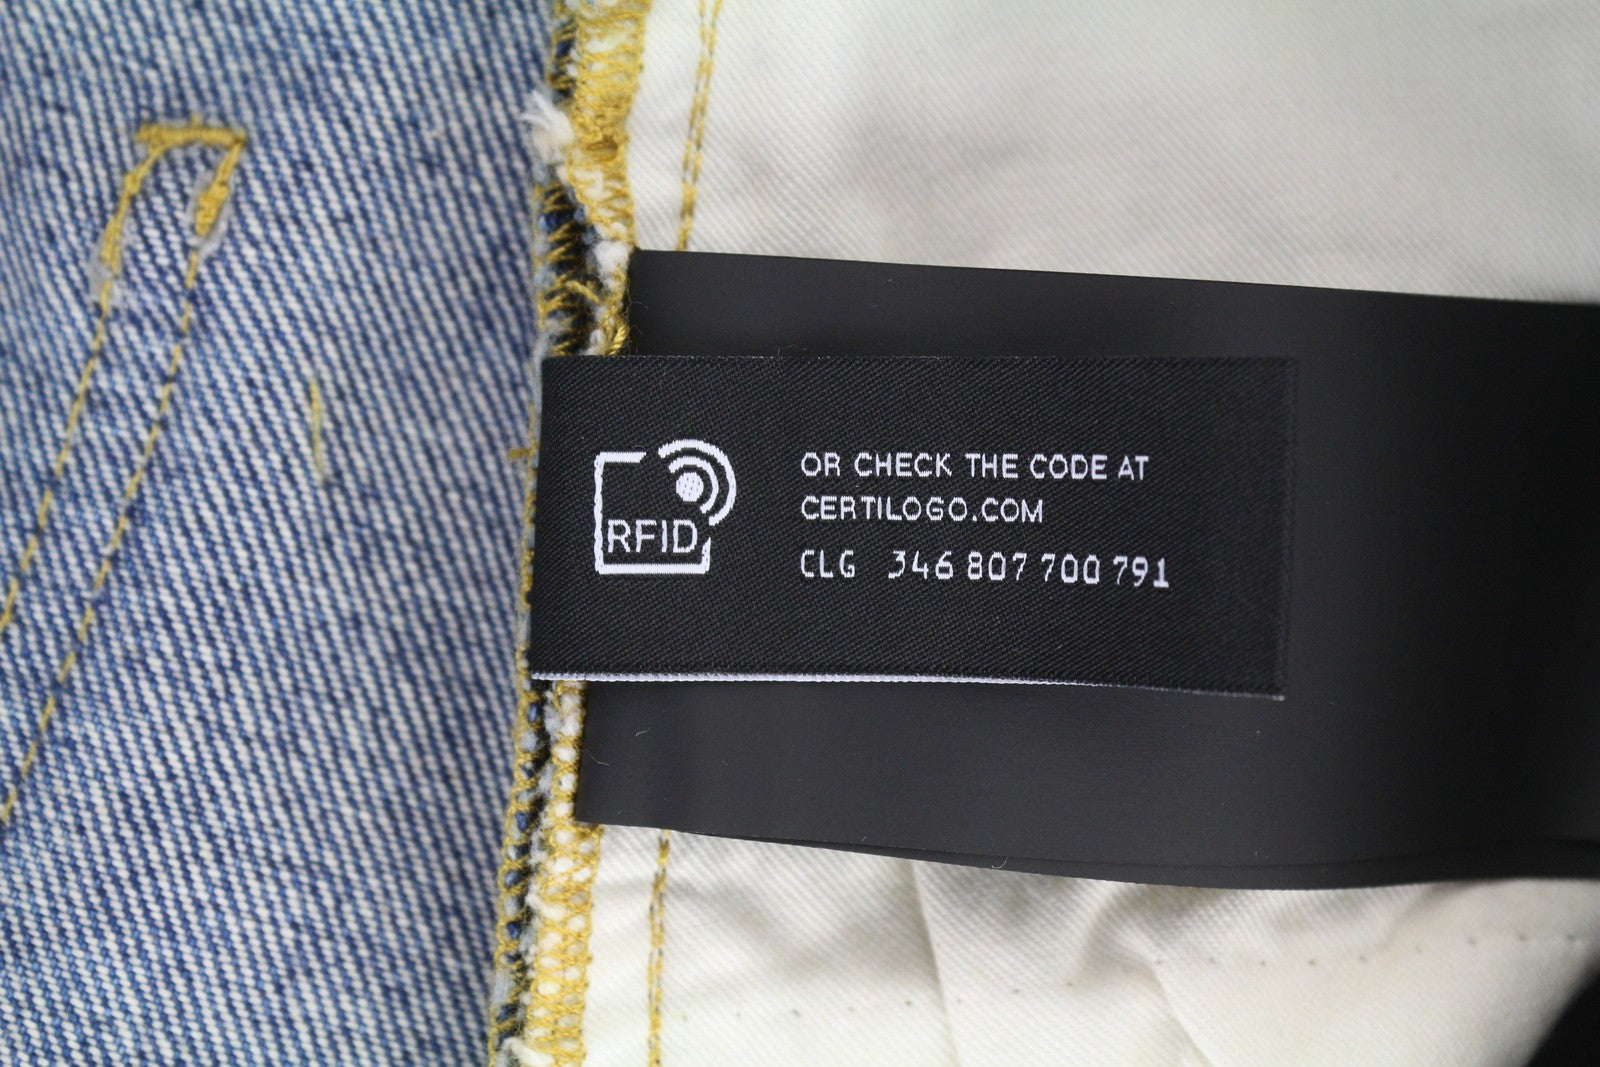 RFID
OR CHECK THE CODE AT
CERTILOGO.COM
CLG 346 807 700 791